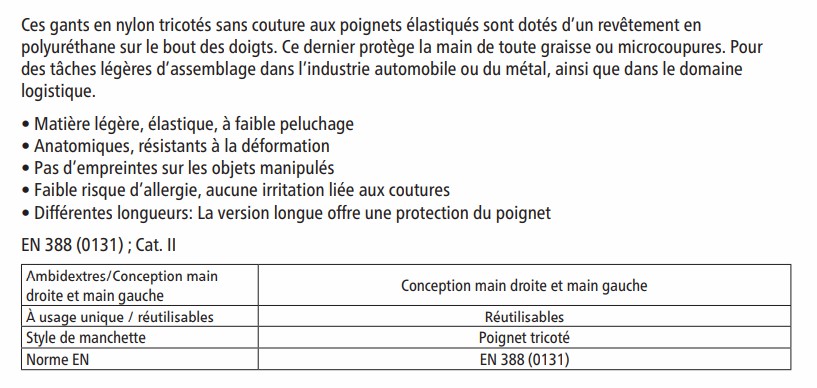 Ces gants en nylon tricotés sans couture aux poignets élastiqués sont dotés d’un revêtement en
polyuréthane sur le bout des doigts. Ce dernier protège la main de toute graisse ou microcoupures. Pour
des tâches légères d’assemblage dans l’industrie automobile ou du métal, ainsi que dans le domaine
logistique.
• Matière légère, élastique, à faible peluchage
• Anatomiques, résistants à la déformation
• Pas d’empreintes sur les objets manipulés
• Faible risque d’allergie, aucune irritation liée aux coutures
• Différentes longueurs: La version longue offre une protection du poignet
EN 388 (0131) ; Cat. II
Ambidextres/Conception main
droite et main gauche
Conception main droite et main gauche
À usage unique / réutilisables
Réutilisables
Style de manchette
Poignet tricoté
Norme EN
EN 388 (0131)